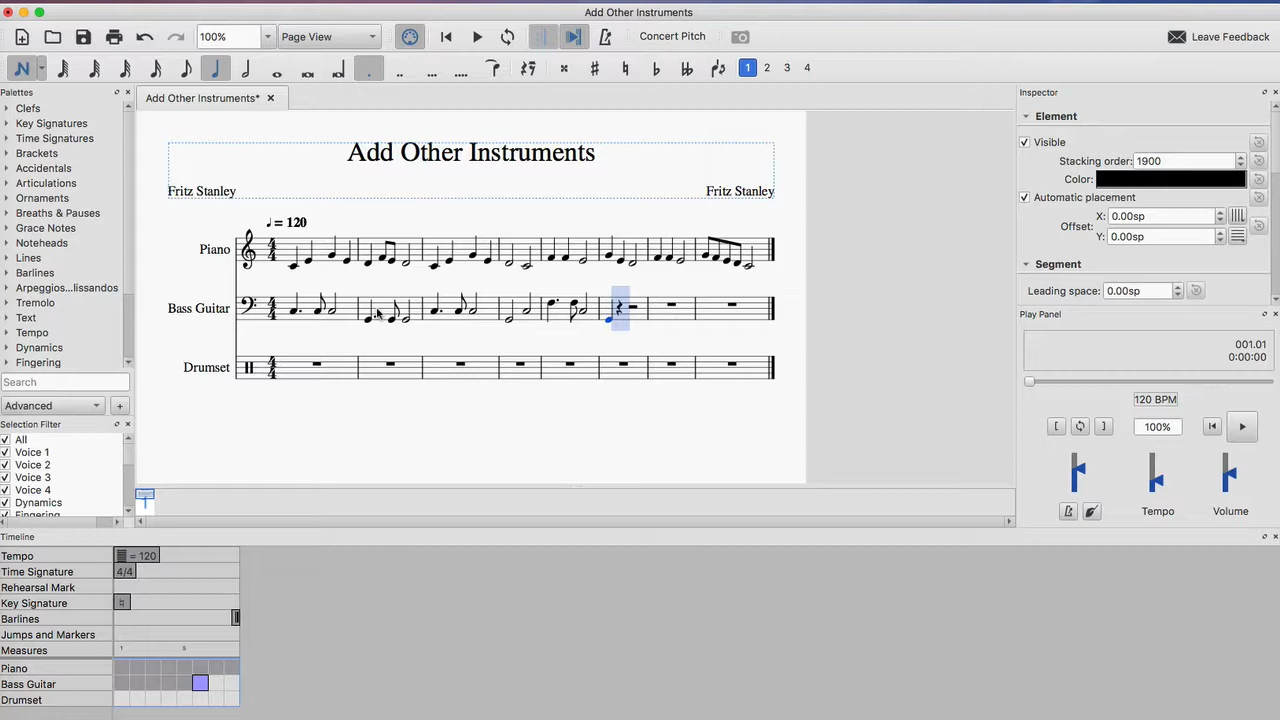 Add Other Instruments
100%
Page View
Concert Pitch
Leave Feedback
1 2 3 4
Palettes
Clefs
Key Signatures
Time Signatures
Brackets
Accidentals
Articulations
Ornaments
Breaths & Pauses
Grace Notes
Noteheads
Lines
Barlines
Arpeggios...lissandos
Tremolo
Text
Tempo
Dynamics
Fingering
Search
Advanced
+
Selection Filter
All
Voice 1
Voice 2
Voice 3
Voice 4
Dynamics
Fingering
Add Other Instruments*
Add Other Instruments
Fritz Stanley
Fritz Stanley
= 120
Piano
Bass Guitar
Drumset
Inspector
Element
Visible
Stacking order: 1900
Color:
Automatic placement
Offset:
X: 0.00sp
Y: 0.00sp
Segment
Leading space: 0.00sp
Play Panel
001.01
0:00:00
120 BPM
100%
Tempo
Volume
Timeline
Tempo = 120
Time Signature 4/4
Rehearsal Mark
Key Signature
Barlines
Jumps and Markers
Measures 1 5
Piano
Bass Guitar
Drumset